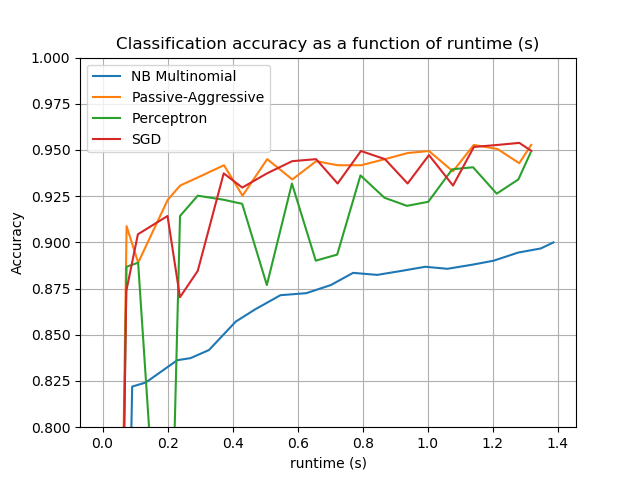 Classification accuracy as a function of runtime (s)
NB Multinomial
Passive-Aggressive
Perceptron
SGD
1.000
0.975
0.950
0.925
0.900
0.875
0.850
0.825
0.800
Accuracy
0.0 0.2 0.4 0.6 0.8 1.0 1.2 1.4
runtime (s)